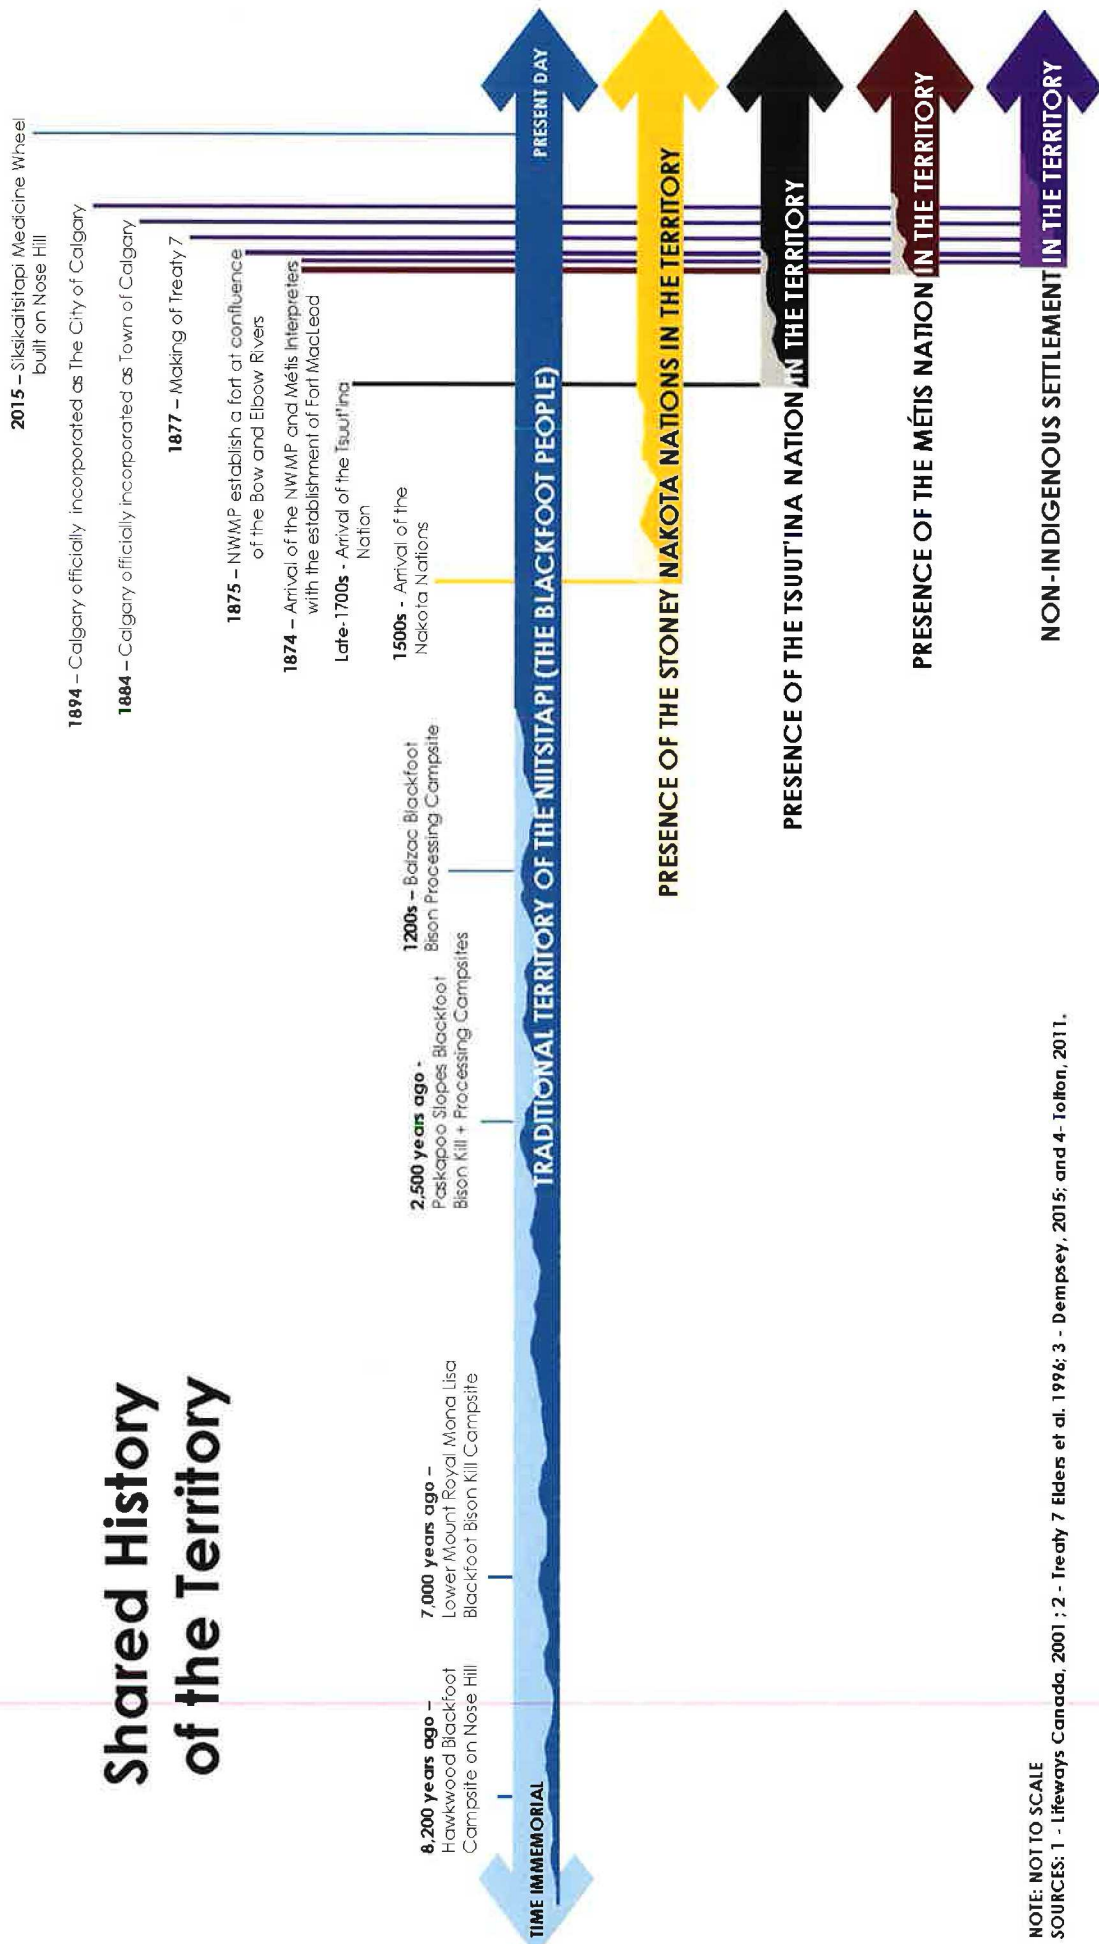 Shared History
of the Territory
8,200 years ago –
Hawkwood Blackfoot
Campsite on Nose Hill
7,000 years ago –
Lower Mount Royal Mona Lisa
Blackfoot Bison Kill Campsite
2,500 years ago -
Paskapoo Slopes Blackfoot
Bison Kill + Processing Campsites
1200s – Balzac Blackfoot
Bison Processing Campsite
1500s - Arrival of the
Nakota Nations
Late-1700s - Arrival of the Tsuut'ina
Nation
1874 – Arrival of the NWMP and Métis Interpreters
with the establishment of Fort MacLeod
1875 – NWMP establish a fort at confluence
of the Bow and Elbow Rivers
1877 – Making of Treaty 7
1884 – Calgary officially incorporated as Town of Calgary
1894 – Calgary officially incorporated as The City of Calgary
2015 – Siksikaitsitapi Medicine Wheel
built on Nose Hill
TIME IMMEMORIAL
TRADITIONAL TERRITORY OF THE NIITSITAPI (THE BLACKFOOT PEOPLE)
PRESENT DAY
PRESENCE OF THE STONEY NAKOTA NATIONS IN THE TERRITORY
PRESENCE OF THE TSUUT'INA NATION IN THE TERRITORY
PRESENCE OF THE MÉTIS NATION IN THE TERRITORY
NON-INDIGENOUS SETTLEMENT IN THE TERRITORY
NOTE: NOT TO SCALE
SOURCES: 1 - Lifeways Canada, 2001 ; 2 - Treaty 7 Elders et al. 1996; 3 - Dempsey, 2015; and 4- Tolton, 2011.